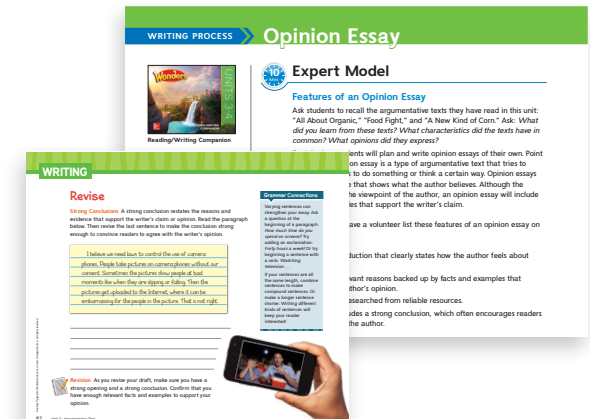 WRITING PROCESS
Opinion Essay
Wonders
UNITS 3-4
Reading/Writing Companion
10
Mins
Expert Model
Features of an Opinion Essay
Ask students to recall the argumentative texts they have read in this unit:
"All About Organic," "Food Fight," and "A New Kind of Corn." Ask: What
did you learn from these texts? What characteristics did the texts have in
common? What opinions did they express?
ents will plan and write opinion essays of their own. Point
on essay is a type of argumentative text that tries to
to do something or think a certain way. Opinion essays
that shows what the author believes. Although the
the viewpoint of the author, an opinion essay will include
les that support the writer's claim.
ave a volunteer list these features of an opinion essay on
duction that clearly states how the author feels about
vant reasons backed up by facts and examples that
thor's opinion.
esearched from reliable resources.
udes a strong conclusion, which often encourages readers
the author.
WRITING
Revise
Strong Conclusions A strong conclusion restates the reasons and
evidence that support the writer's claim or opinion. Read the paragraph
below. Then revise the last sentence to make the conclusion strong
enough to convince readers to agree with the writer's opinion.
I believe we need laws to control the use of camera
phones. People take pictures on camera phones without our
consent. Sometimes the pictures show people at bad
moments like when they are slipping or falling. Then the
pictures get uploaded to the Internet, where it can be
embarrassing for the people in the picture. That is not right.
Grammar Connections
Varying sentences can
strengthen your essay. Ask
a question at the
beginning of a paragraph:
How much time do you
spend on screens? Try
adding an exclamation:
Forty hours a week! Or try
beginning a sentence with
a verb: Watching
television . . .
If your sentences are all
the same length, combine
sentences to make
compound sentences. Or
make a longer sentence
shorter. Writing different
kinds of sentences will
keep your reader
interested!
Revision As you revise your draft, make sure you have a
strong opening and a strong conclusion. Confirm that you
have enough relevant facts and examples to support your
opinion.